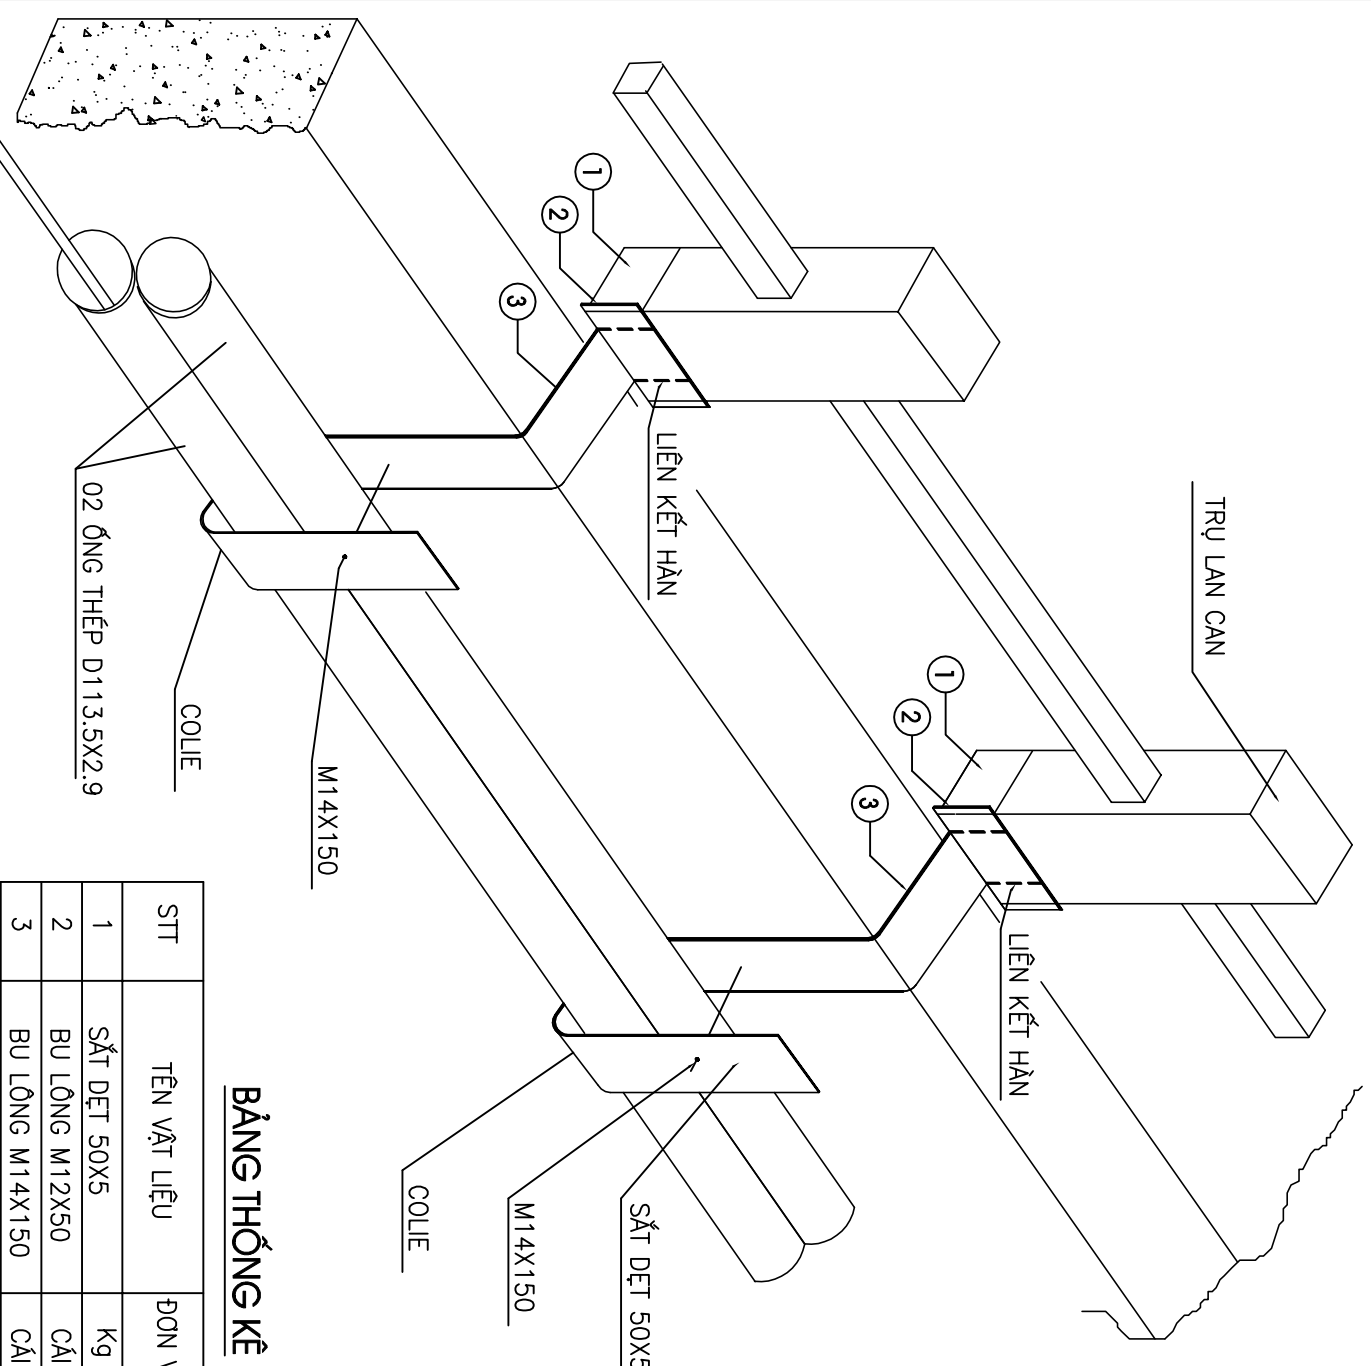 TRỤ LAN CAN
1
2
3
LIÊN KẾT HÀN
1
2
3
LIÊN KẾT HÀN
02 ỐNG THÉP D113.5X2.9
COLIE
M14X150
SẮT DẸT 50X5
M14X150
COLIE
BẢNG THỐNG KÊ
STT TÊN VẬT LIỆU ĐƠN
1 SẮT DẸT 50X5 Kg
2 BU LÔNG M12X50 CÁI
3 BU LÔNG M14X150 CÁI